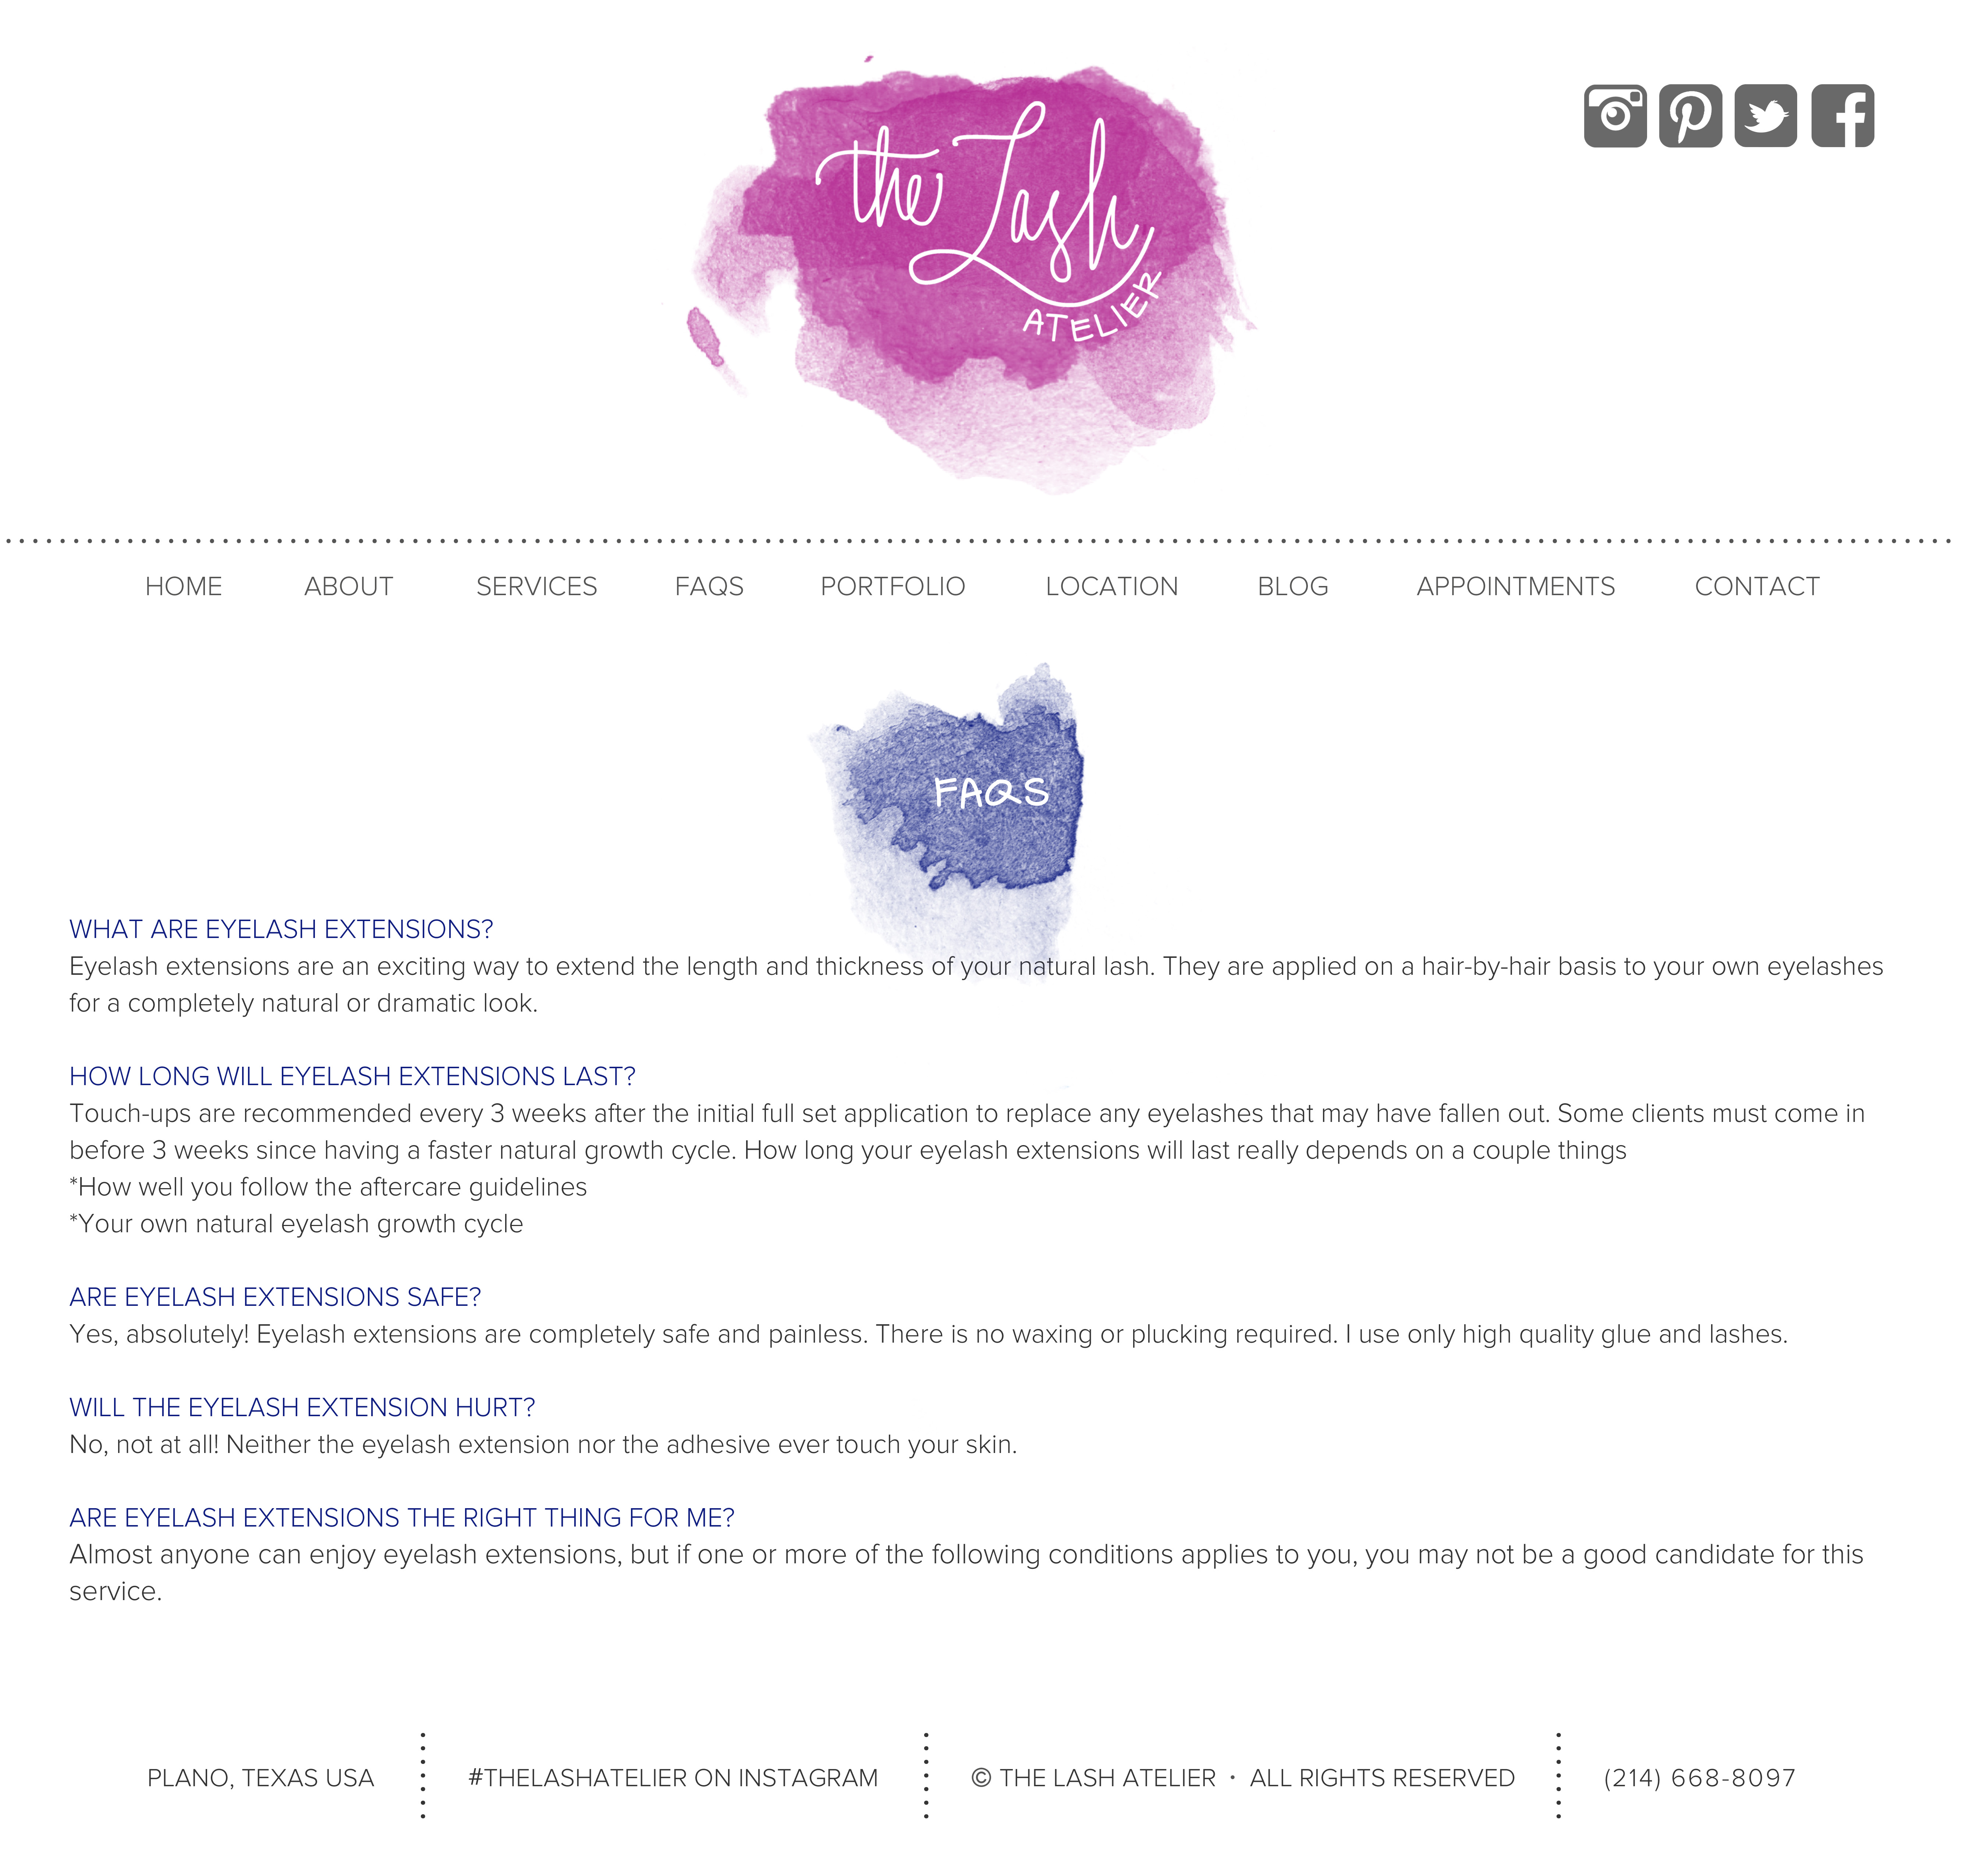 the Lash
ATELIER
HOME ABOUT SERVICES FAQS PORTFOLIO LOCATION BLOG APPOINTMENTS CONTACT
FAQS
WHAT ARE EYELASH EXTENSIONS?
Eyelash extensions are an exciting way to extend the length and thickness of your natural lash. They are applied on a hair-by-hair basis to your own eyelashes
for a completely natural or dramatic look.
HOW LONG WILL EYELASH EXTENSIONS LAST?
Touch-ups are recommended every 3 weeks after the initial full set application to replace any eyelashes that may have fallen out. Some clients must come in
before 3 weeks since having a faster natural growth cycle. How long your eyelash extensions will last really depends on a couple things
*How well you follow the aftercare guidelines
*Your own natural eyelash growth cycle
ARE EYELASH EXTENSIONS SAFE?
Yes, absolutely! Eyelash extensions are completely safe and painless. There is no waxing or plucking required. I use only high quality glue and lashes.
WILL THE EYELASH EXTENSION HURT?
No, not at all! Neither the eyelash extension nor the adhesive ever touch your skin.
ARE EYELASH EXTENSIONS THE RIGHT THING FOR ME?
Almost anyone can enjoy eyelash extensions, but if one or more of the following conditions applies to you, you may not be a good candidate for this
service.
PLANO, TEXAS USA #THELASHATELIER ON INSTAGRAM © THE LASH ATELIER · ALL RIGHTS RESERVED (214) 668-8097